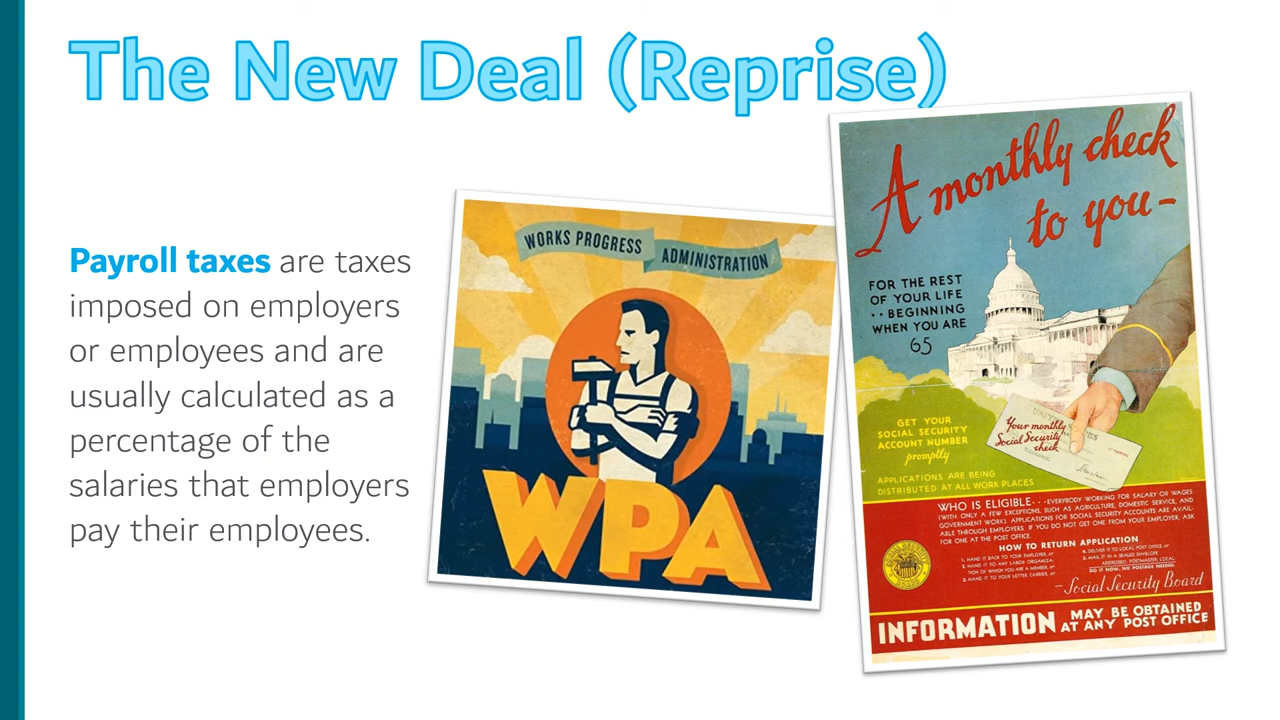 The New Deal (Reprise)
Payroll taxes are taxes
imposed on employers
or employees and are
usually calculated as a
percentage of the
salaries that employers
pay their employees.
WORKS PROGRESS ADMINISTRATION
WPA
A monthly check
to you-
FOR THE REST
OF YOUR LIFE
· · BEGINNING
WHEN YOU ARE
65
UNITED STATES
Your monthly
Social Security
check
GET YOUR
SOCIAL SECURITY
ACCOUNT NUMBER
promptly
APPLICATIONS ARE BEING
DISTRIBUTED AT ALL WORK PLACES
WHO IS ELIGIBLE · · · EVERYBODY WORKING FOR SALARY OR WAGES
(WITH ONLY A FEW EXCEPTIONS, SUCH AS AGRICULTURE, DOMESTIC SERVICE, AND
GOVERNMENT WORK). APPLICATIONS FOR SOCIAL SECURITY ACCOUNTS ARE AVAIL-
ABLE THROUGH EMPLOYERS. IF YOU DO NOT GET ONE FROM YOUR EMPLOYER, ASK
FOR ONE AT THE POST OFFICE.
HOW TO RETURN APPLICATION
1. HAND IT BACK TO YOUR EMPLOYER, or
2. HAND IT TO ANY LABOR ORGANIZA-
TION OF WHICH YOU ARE A MEMBER, or
3. HAND IT TO YOUR LETTER CARRIER, or
4. DELIVER IT TO LOCAL POST OFFICE, or
5. MAIL IT IN A SEALED ENVELOPE
ADDRESSED: POSTMASTER, LOCAL.
DO IT NOW. NO POSTAGE NEEDED.
—Social Security Board
INFORMATION MAY BE OBTAINED
AT ANY POST OFFICE